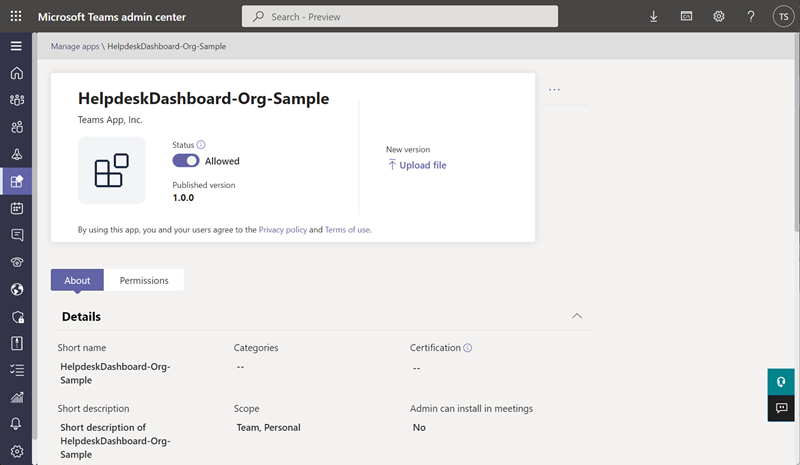 Microsoft Teams admin center
Search - Preview
TS
Manage apps \ HelpdeskDashboard-Org-Sample
HelpdeskDashboard-Org-Sample
Teams App, Inc.
Status
Allowed
Published version
1.0.0
New version
Upload file
By using this app, you and your users agree to the Privacy policy and Terms of use.
About
Permissions
Details
Short name
HelpdeskDashboard-Org-
Sample
Categories
--
Certification
--
Short description
Short description of
HelpdeskDashboard-Org-
Sample
Scope
Team, Personal
Admin can install in meetings
No